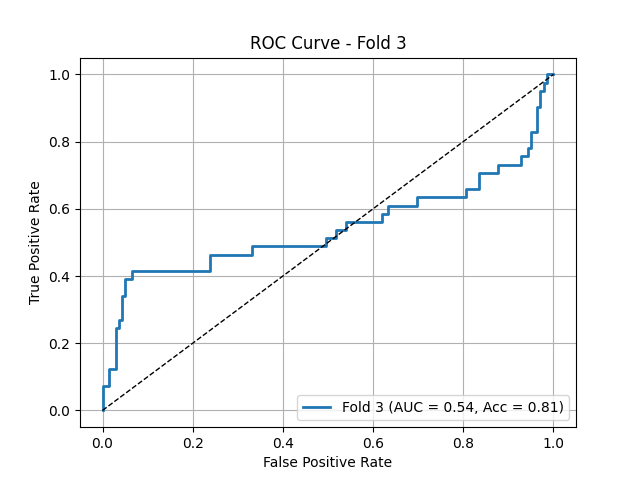 ROC Curve - Fold 3
True Positive Rate
1.0
0.8
0.6
0.4
0.2
0.0
Fold 3 (AUC = 0.54, Acc = 0.81)
0.0 0.2 0.4 0.6 0.8 1.0
False Positive Rate